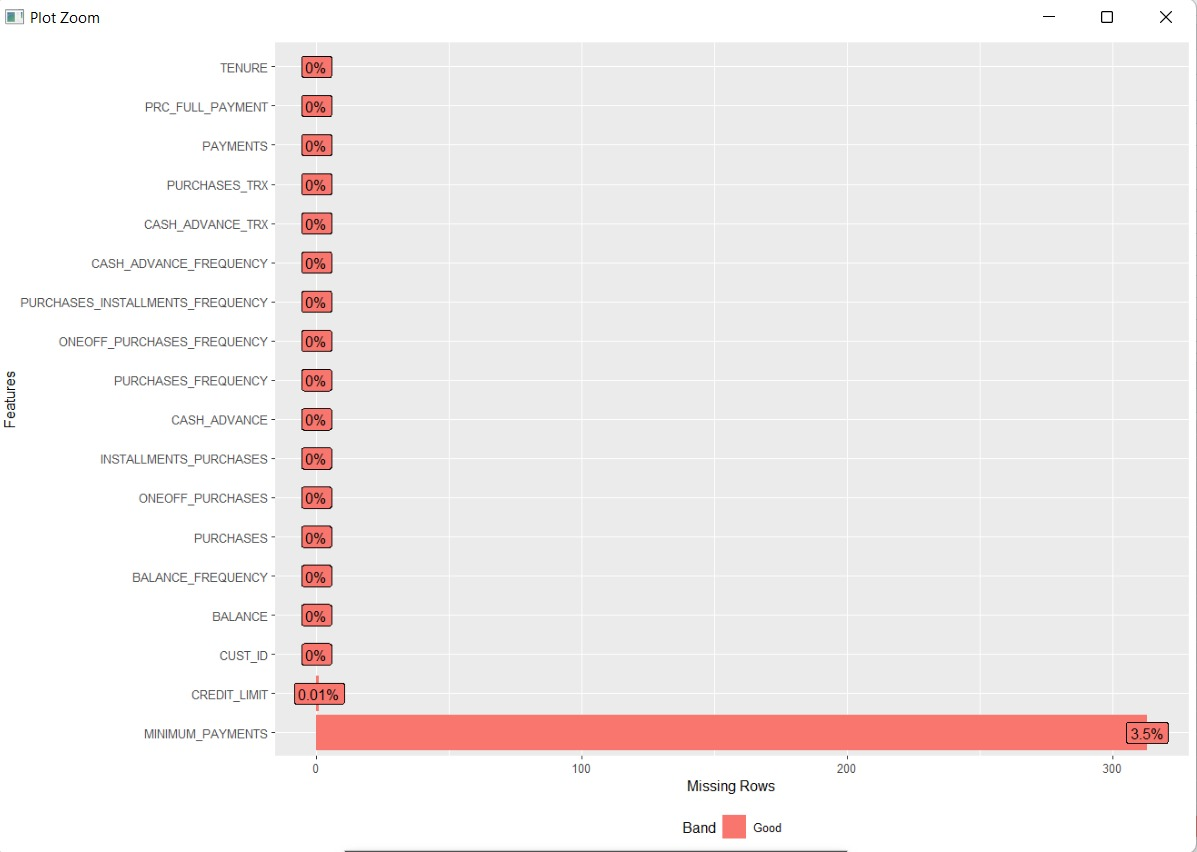 Plot Zoom
TENURE 0%
PRC_FULL_PAYMENT 0%
PAYMENTS 0%
PURCHASES_TRX 0%
CASH_ADVANCE_TRX 0%
CASH_ADVANCE_FREQUENCY 0%
PURCHASES_INSTALLMENTS_FREQUENCY 0%
ONEOFF_PURCHASES_FREQUENCY 0%
PURCHASES_FREQUENCY 0%
CASH_ADVANCE 0%
INSTALLMENTS_PURCHASES 0%
ONEOFF_PURCHASES 0%
PURCHASES 0%
BALANCE_FREQUENCY 0%
BALANCE 0%
CUST_ID 0%
CREDIT_LIMIT 0.01%
MINIMUM_PAYMENTS 3.5%
Features
0 100 200 300
Missing Rows
Band Good